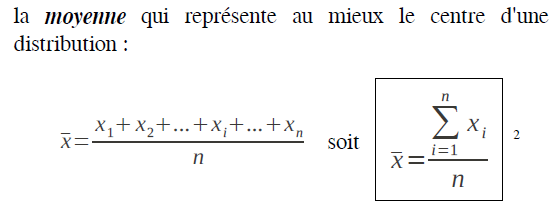 la moyenne qui représente au mieux le centre d'une
distribution :
x̄ = (x₁ + x₂ + ... + xᵢ + ... + xₙ) / n soit x̄ = (∑ᵢ₌₁ⁿ xᵢ) / n ²